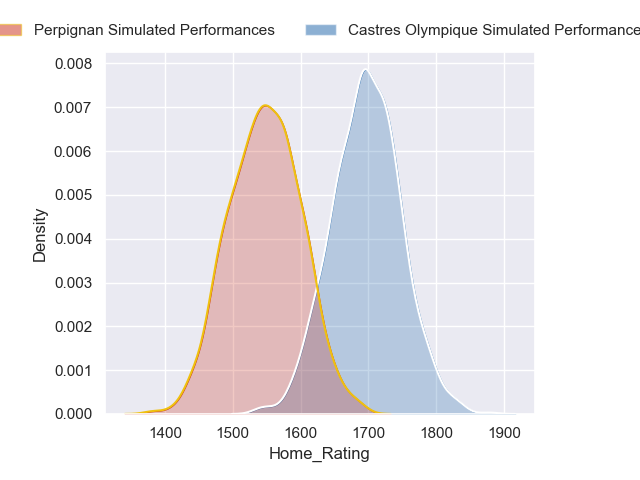 Perpignan Simulated Performances
Castres Olympique Simulated Performance
0.008
0.007
0.006
0.005
0.004
0.003
0.002
0.001
0.000
Density
1400 1500 1600 1700 1800 1900
Home_Rating